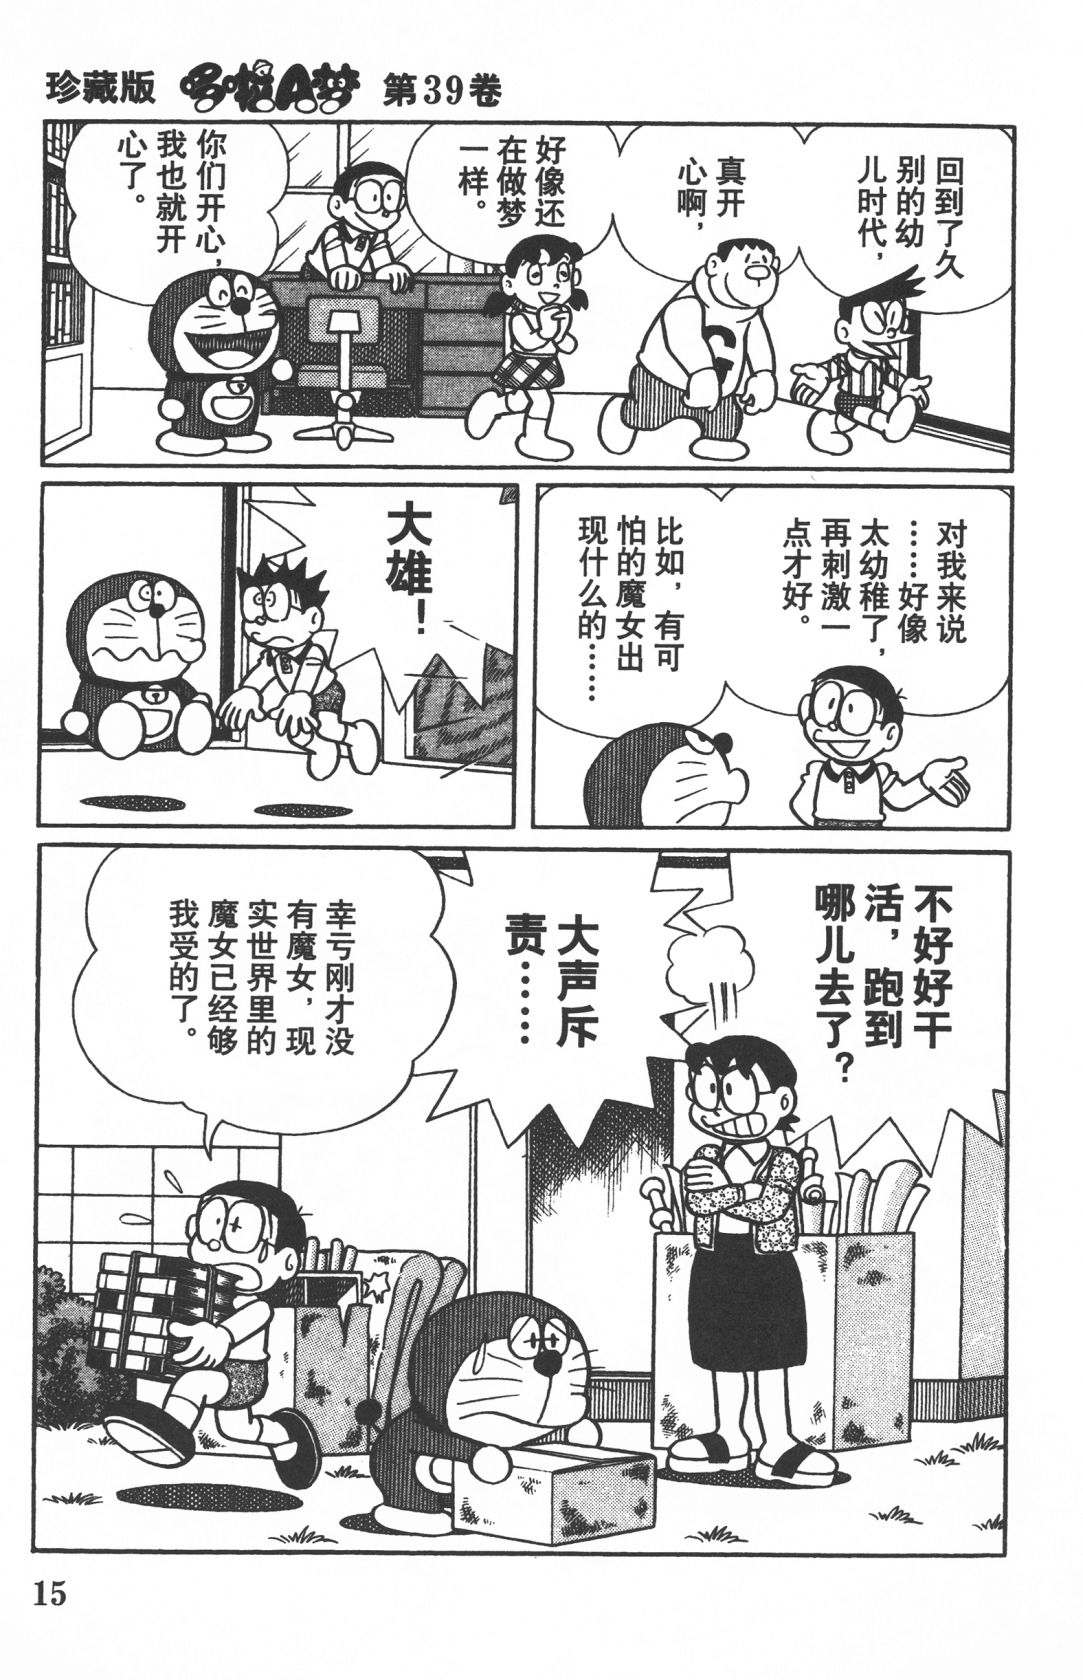 珍藏版 哆啦A梦 第39卷
回到了久
别的幼
儿时代，
真开
心啊，
好像还
在做梦
一样。
你们开心，
我也就开
心了。
对我来说
……好像
太幼稚了，
再刺激一
点才好。
比如，有可
怕的魔女出
现什么的……
大雄！
不好好干
活，跑到
哪儿去了？
大声斥
责……
幸亏刚才没
有魔女，现
实世界里的
魔女已经够
我受的了。
15